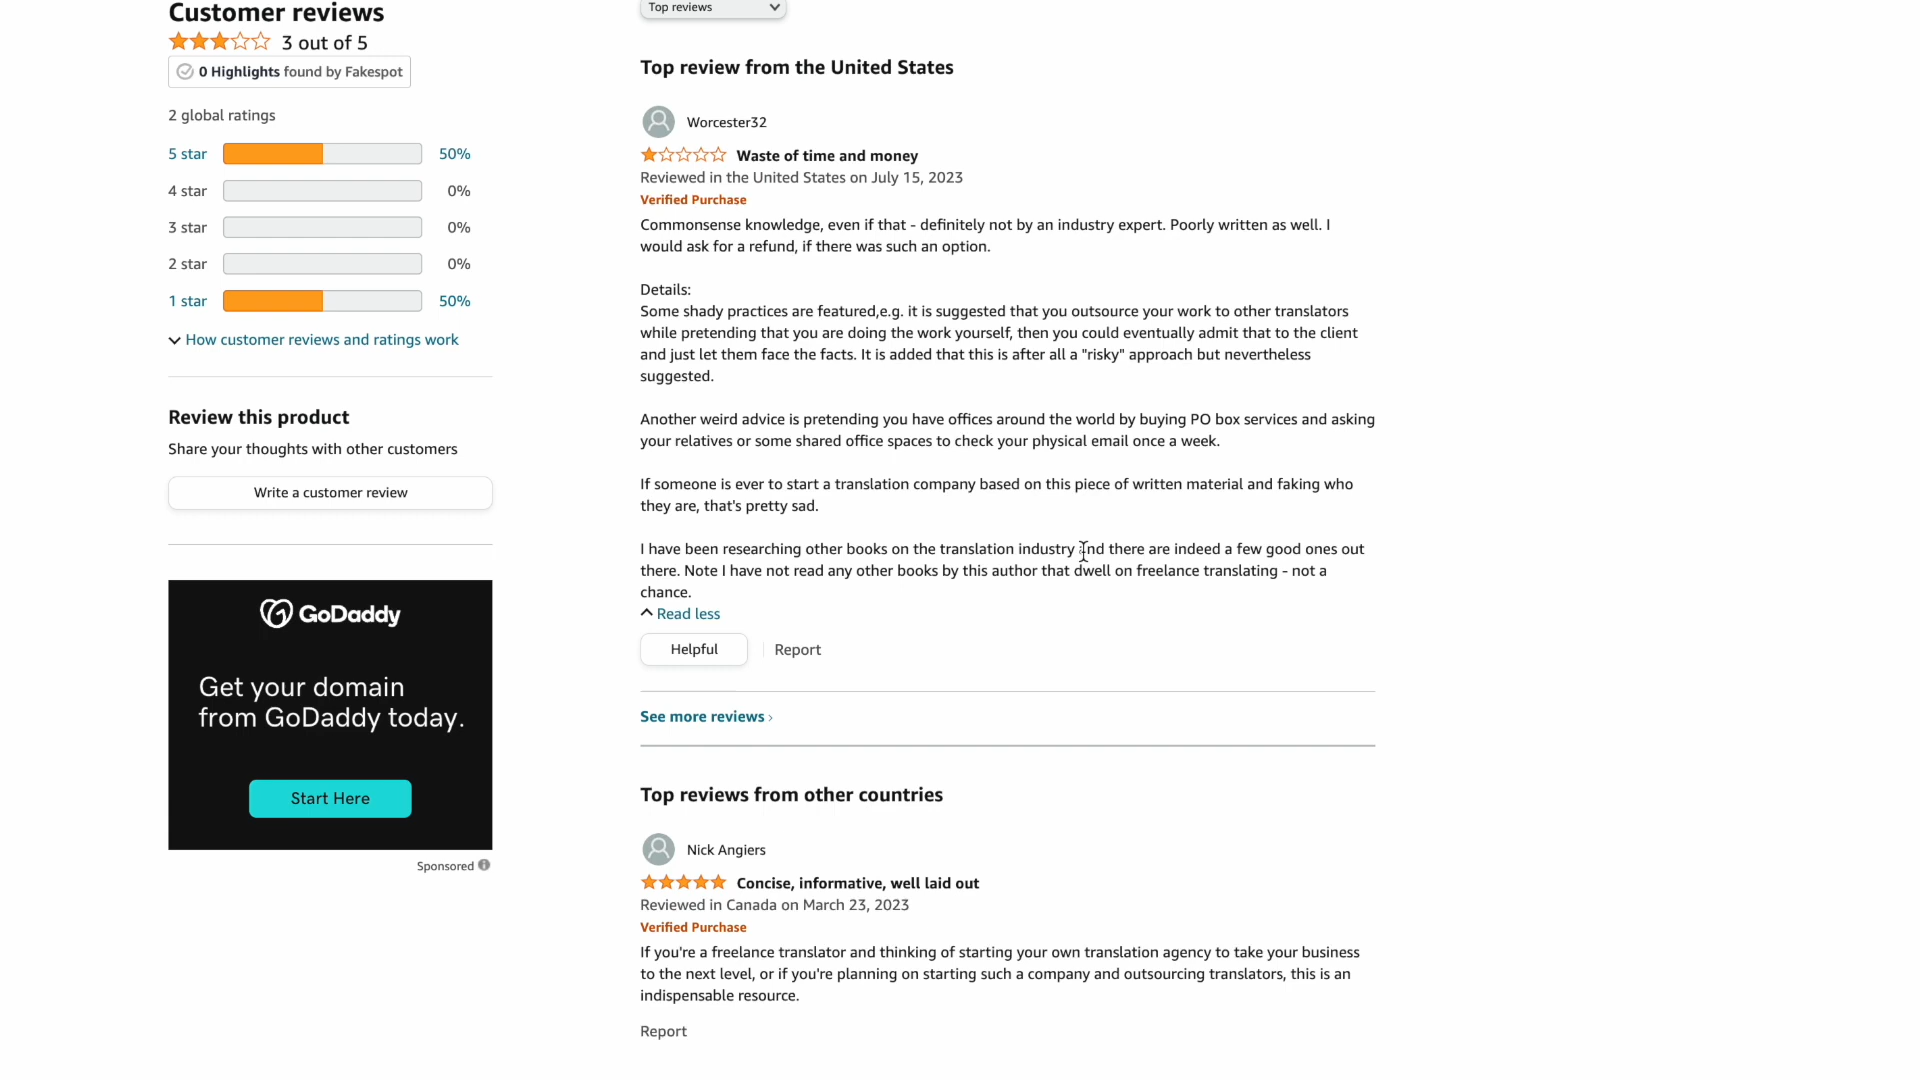 Customer reviews
3 out of 5
0 Highlights found by Fakespot
2 global ratings
5 star 50%
4 star 0%
3 star 0%
2 star 0%
1 star 50%
How customer reviews and ratings work
Review this product
Share your thoughts with other customers
Write a customer review
GoDaddy
Get your domain
from GoDaddy today.
Start Here
Sponsored
Top reviews
Top review from the United States
Worcester32
Waste of time and money
Reviewed in the United States on July 15, 2023
Verified Purchase
Commonsense knowledge, even if that - definitely not by an industry expert. Poorly written as well. I
would ask for a refund, if there was such an option.
Details:
Some shady practices are featured,e.g. it is suggested that you outsource your work to other translators
while pretending that you are doing the work yourself, then you could eventually admit that to the client
and just let them face the facts. It is added that this is after all a "risky" approach but nevertheless
suggested.
Another weird advice is pretending you have offices around the world by buying PO box services and asking
your relatives or some shared office spaces to check your physical email once a week.
If someone is ever to start a translation company based on this piece of written material and faking who
they are, that's pretty sad.
I have been researching other books on the translation industry and there are indeed a few good ones out
there. Note I have not read any other books by this author that dwell on freelance translating - not a
chance.
Read less
Helpful
Report
See more reviews ›
Top reviews from other countries
Nick Angiers
Concise, informative, well laid out
Reviewed in Canada on March 23, 2023
Verified Purchase
If you're a freelance translator and thinking of starting your own translation agency to take your business
to the next level, or if you're planning on starting such a company and outsourcing translators, this is an
indispensable resource.
Report